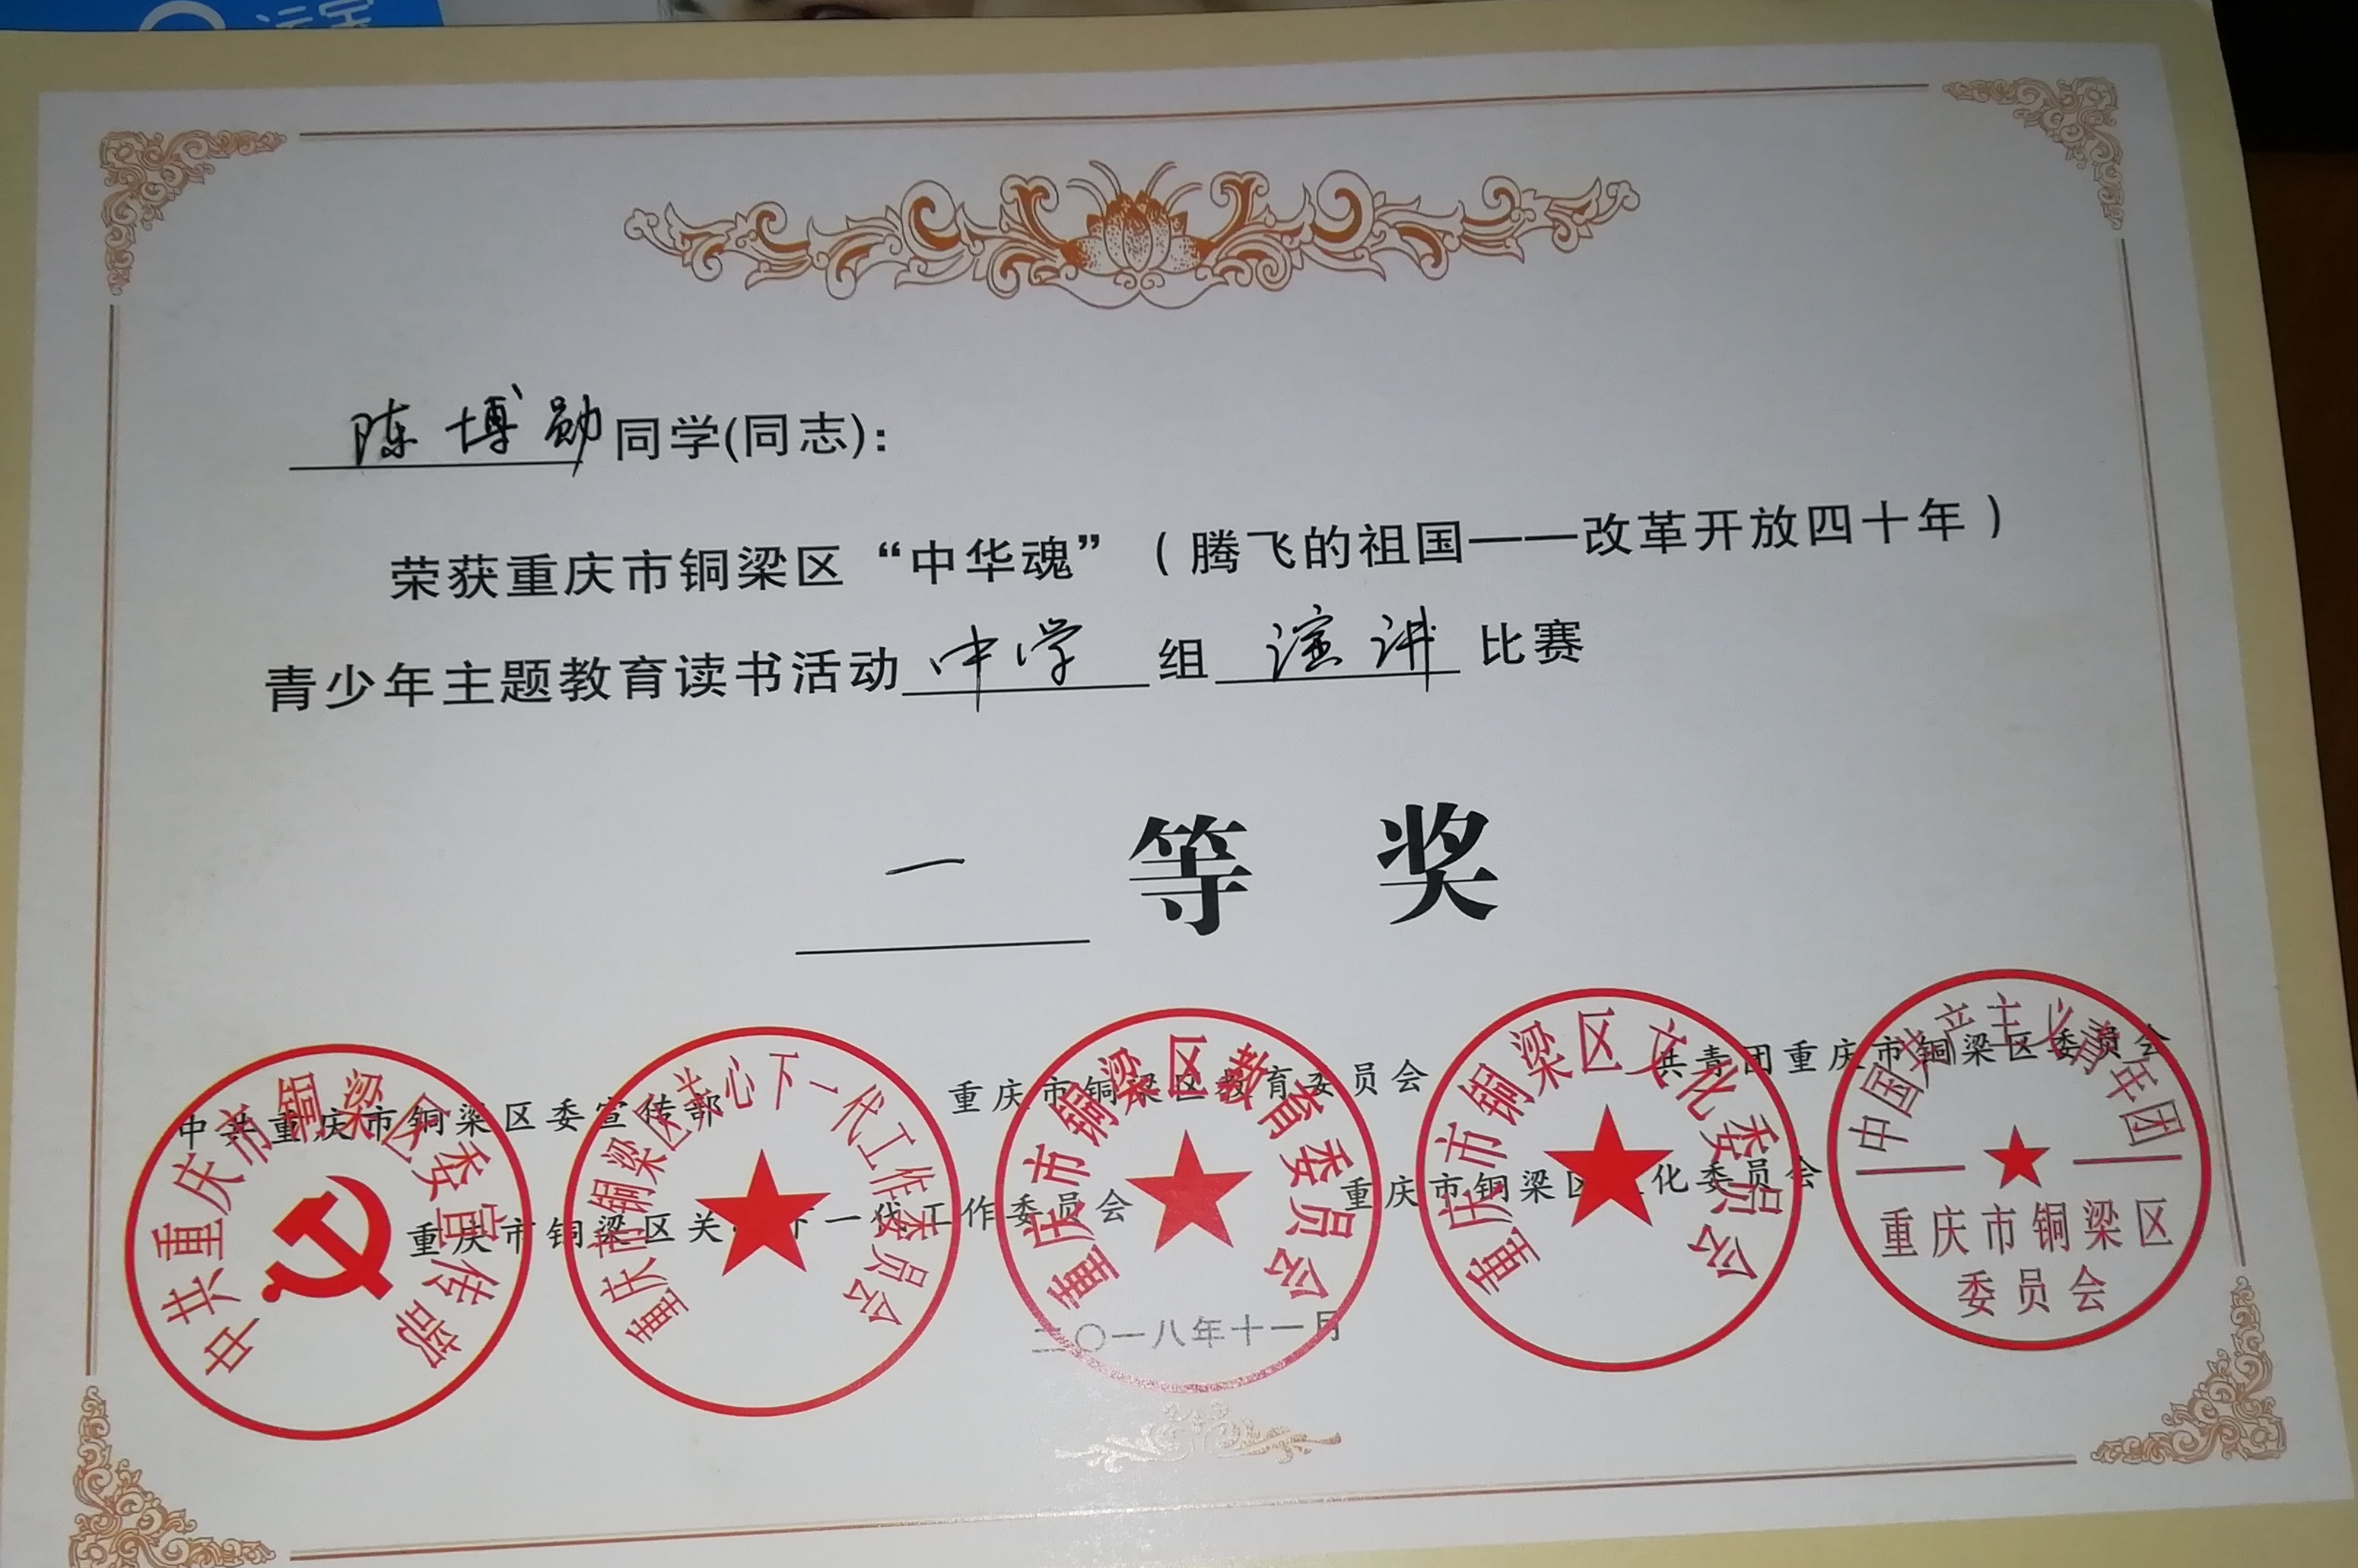 陈博勋同学(同志):
荣获重庆市铜梁区“中华魂”(腾飞的祖国——改革开放四十年)
青少年主题教育读书活动中学组演讲比赛
一等奖
中共重庆市铜梁区委宣传部 重庆市铜梁区教育委员会 共青团重庆市铜梁区委员会
重庆市铜梁区关心下一代工作委员会 重庆市铜梁区文化委员会
二〇一八年十一月
中共重庆市铜梁区委宣传部
重庆市铜梁区关心下一代工作委员会
重庆市铜梁区教育委员会
重庆市铜梁区文化委员会
中国共产主义青年团
重庆市铜梁区
委员会